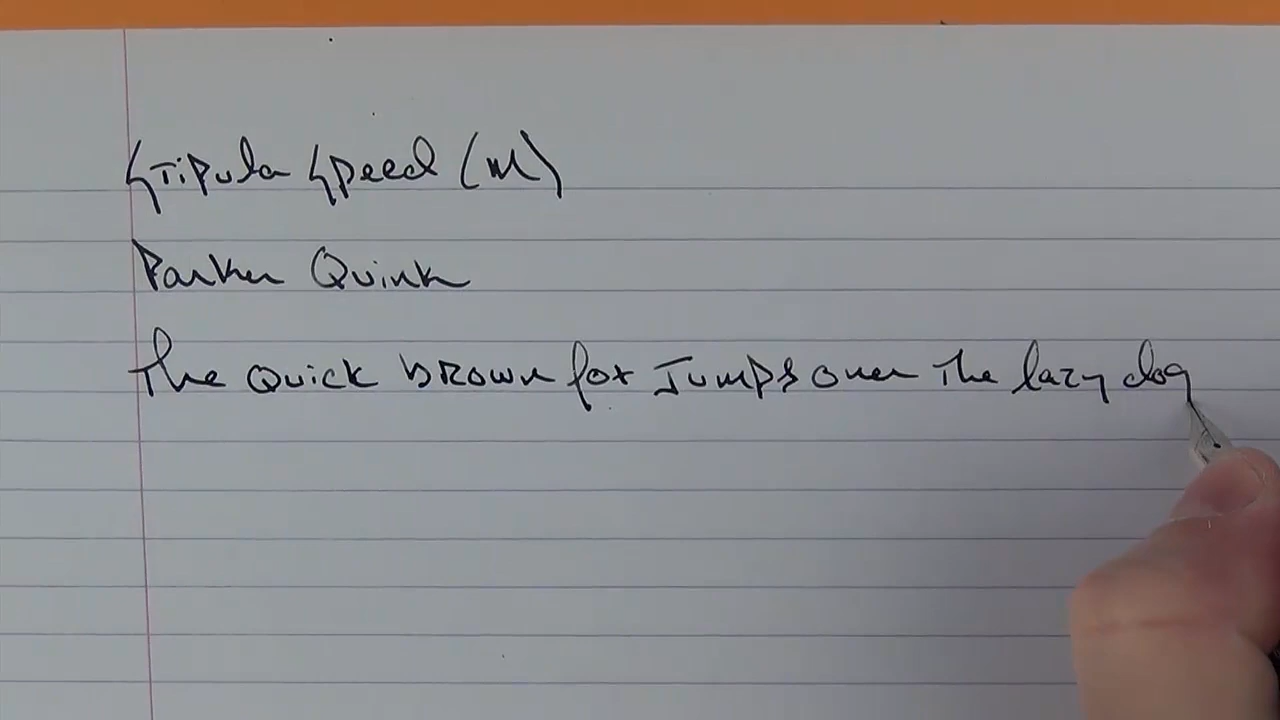 Stipula Speed (M)
Parker Quink
The Quick brown fox Jumps over The lazy dog